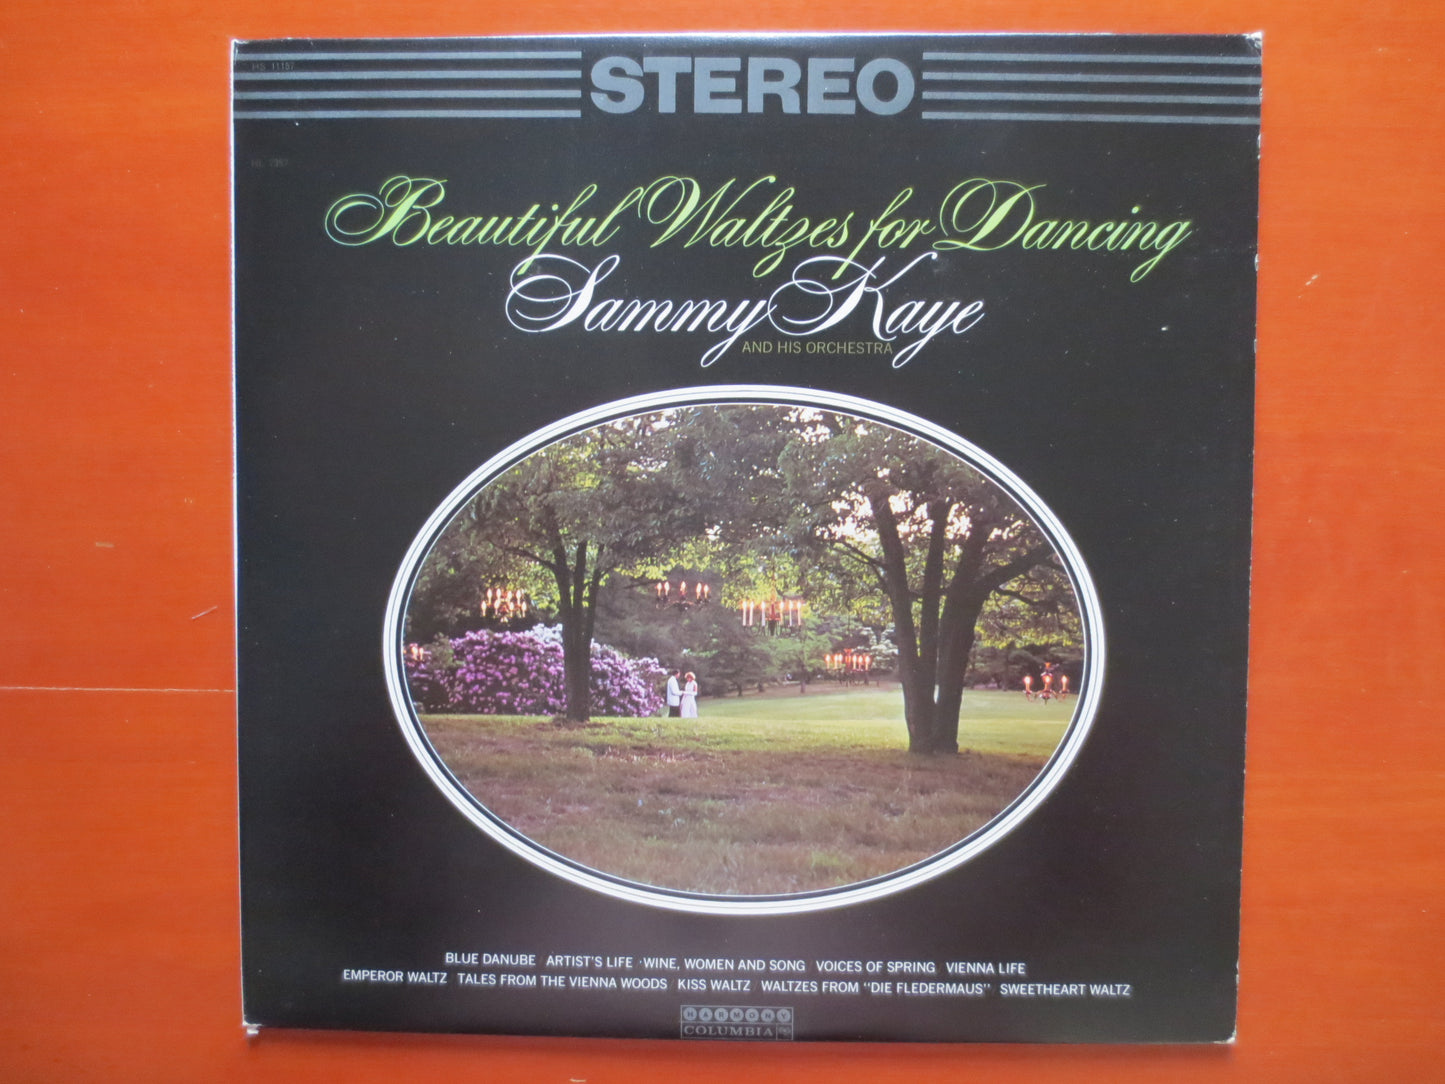 STEREO
HS 11187
HL 7387
Beautiful Waltzes for Dancing
Sammy Kaye
AND HIS ORCHESTRA
BLUE DANUBE ARTIST'S LIFE · WINE, WOMEN AND SONG VOICES OF SPRING VIENNA LIFE
EMPEROR WALTZ TALES FROM THE VIENNA WOODS KISS WALTZ WALTZES FROM "DIE FLEDERMAUS" SWEETHEART WALTZ
HARMONY
COLUMBIA